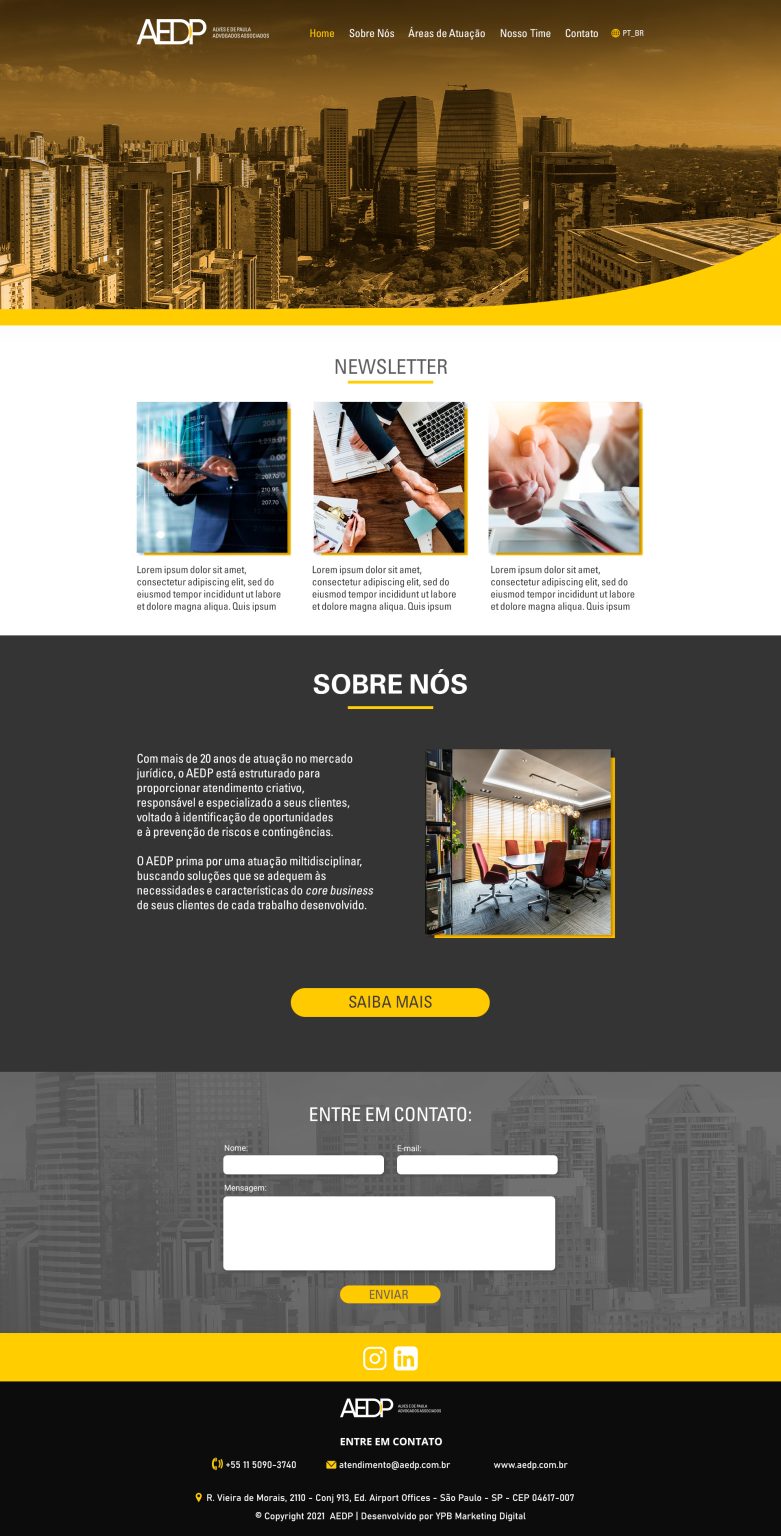 AEDP
ALVES E DE PAULA
ADVOGADOS ASSOCIADOS
Home Sobre Nós Áreas de Atuação Nosso Time Contato PT_BR
NEWSLETTER
210.96
207.70
210.96
207.70
Lorem ipsum dolor sit amet,
consectetur adipiscing elit, sed do
eiusmod tempor incididunt ut labore
et dolore magna aliqua. Quis ipsum
Lorem ipsum dolor sit amet,
consectetur adipiscing elit, sed do
eiusmod tempor incididunt ut labore
et dolore magna aliqua. Quis ipsum
Lorem ipsum dolor sit amet,
consectetur adipiscing elit, sed do
eiusmod tempor incididunt ut labore
et dolore magna aliqua. Quis ipsum
SOBRE NÓS
Com mais de 20 anos de atuação no mercado
jurídico, o AEDP está estruturado para
proporcionar atendimento criativo,
responsável e especializado a seus clientes,
voltado à identificação de oportunidades
e à prevenção de riscos e contingências.
O AEDP prima por uma atuação miltidisciplinar,
buscando soluções que se adequem às
necessidades e características do core business
de seus clientes de cada trabalho desenvolvido.
SAIBA MAIS
ENTRE EM CONTATO:
Nome: E-mail:
Mensagem:
ENVIAR
in
AEDP
ALVES E DE PAULA
ADVOGADOS ASSOCIADOS
ENTRE EM CONTATO
+55 11 5090-3740 atendimento@aedp.com.br www.aedp.com.br
R. Vieira de Morais, 2110 - Conj 913, Ed. Airport Offices - São Paulo - SP - CEP 04617-007
© Copyright 2021 AEDP | Desenvolvido por YPB Marketing Digital